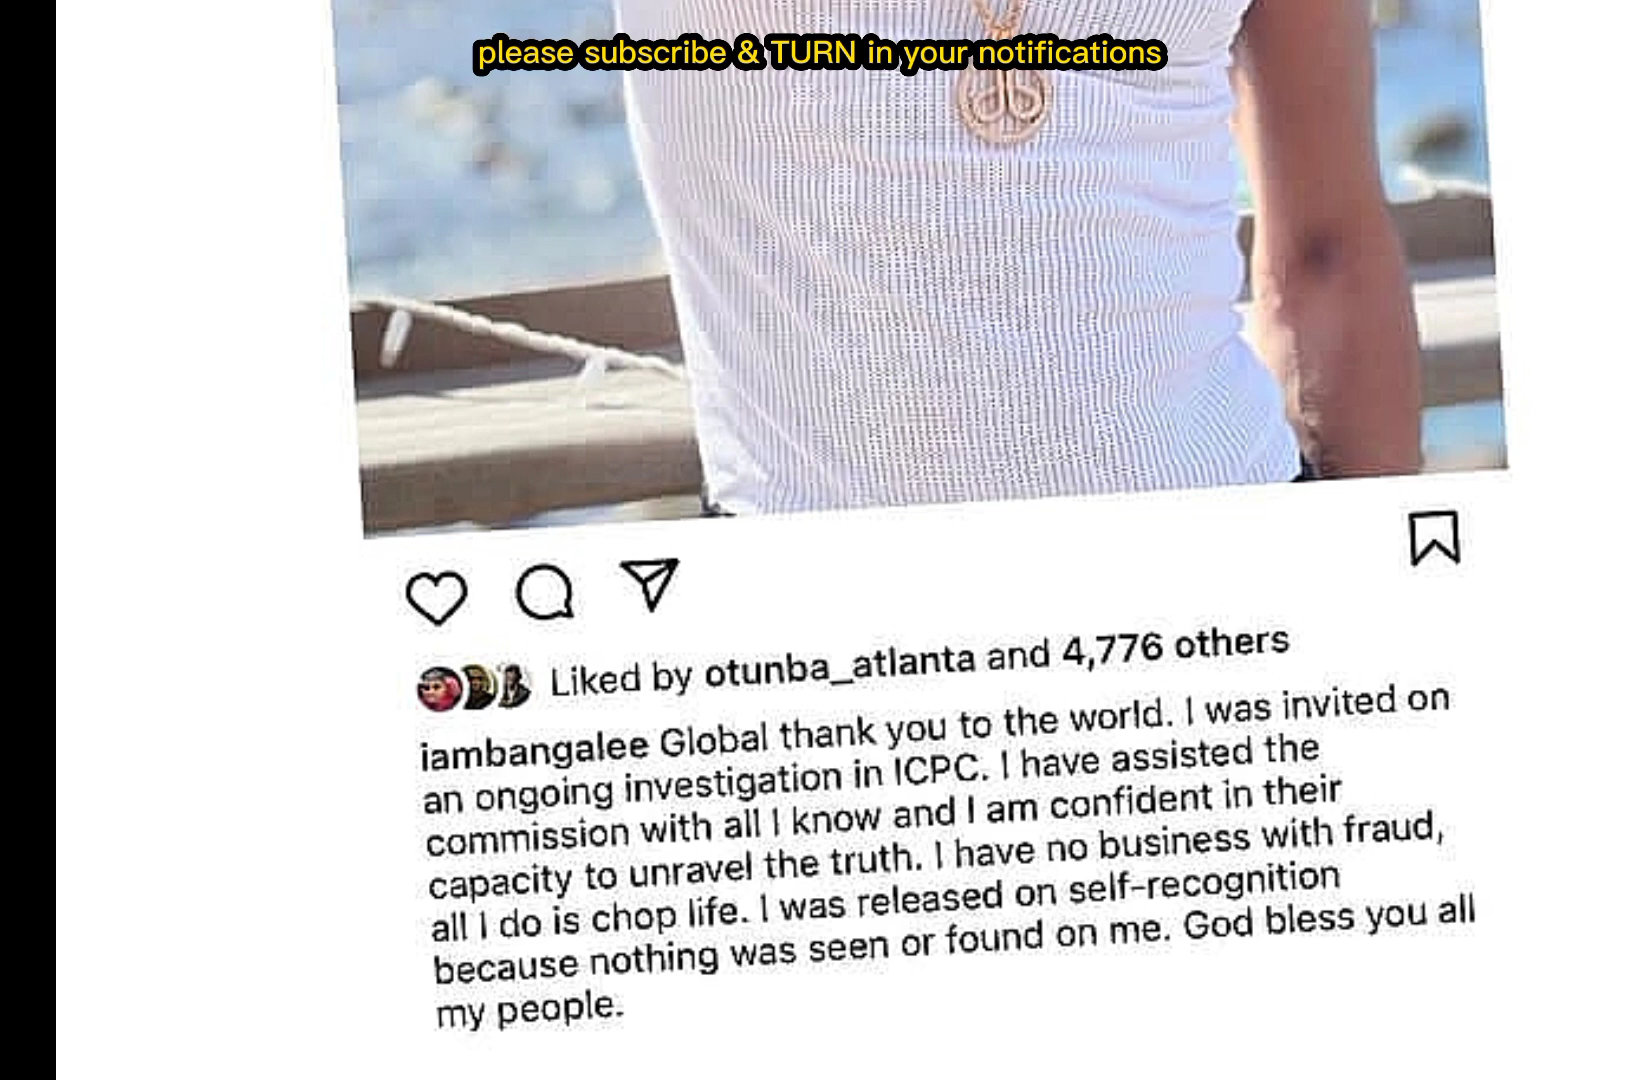 please subscribe & TURN in your notifications
Liked by otunba_atlanta and 4,776 others
iambangalee Global thank you to the world. I was invited on
an ongoing investigation in ICPC. I have assisted the
commission with all I know and I am confident in their
capacity to unravel the truth. I have no business with fraud,
all I do is chop life. I was released on self-recognition
because nothing was seen or found on me. God bless you all
my people.